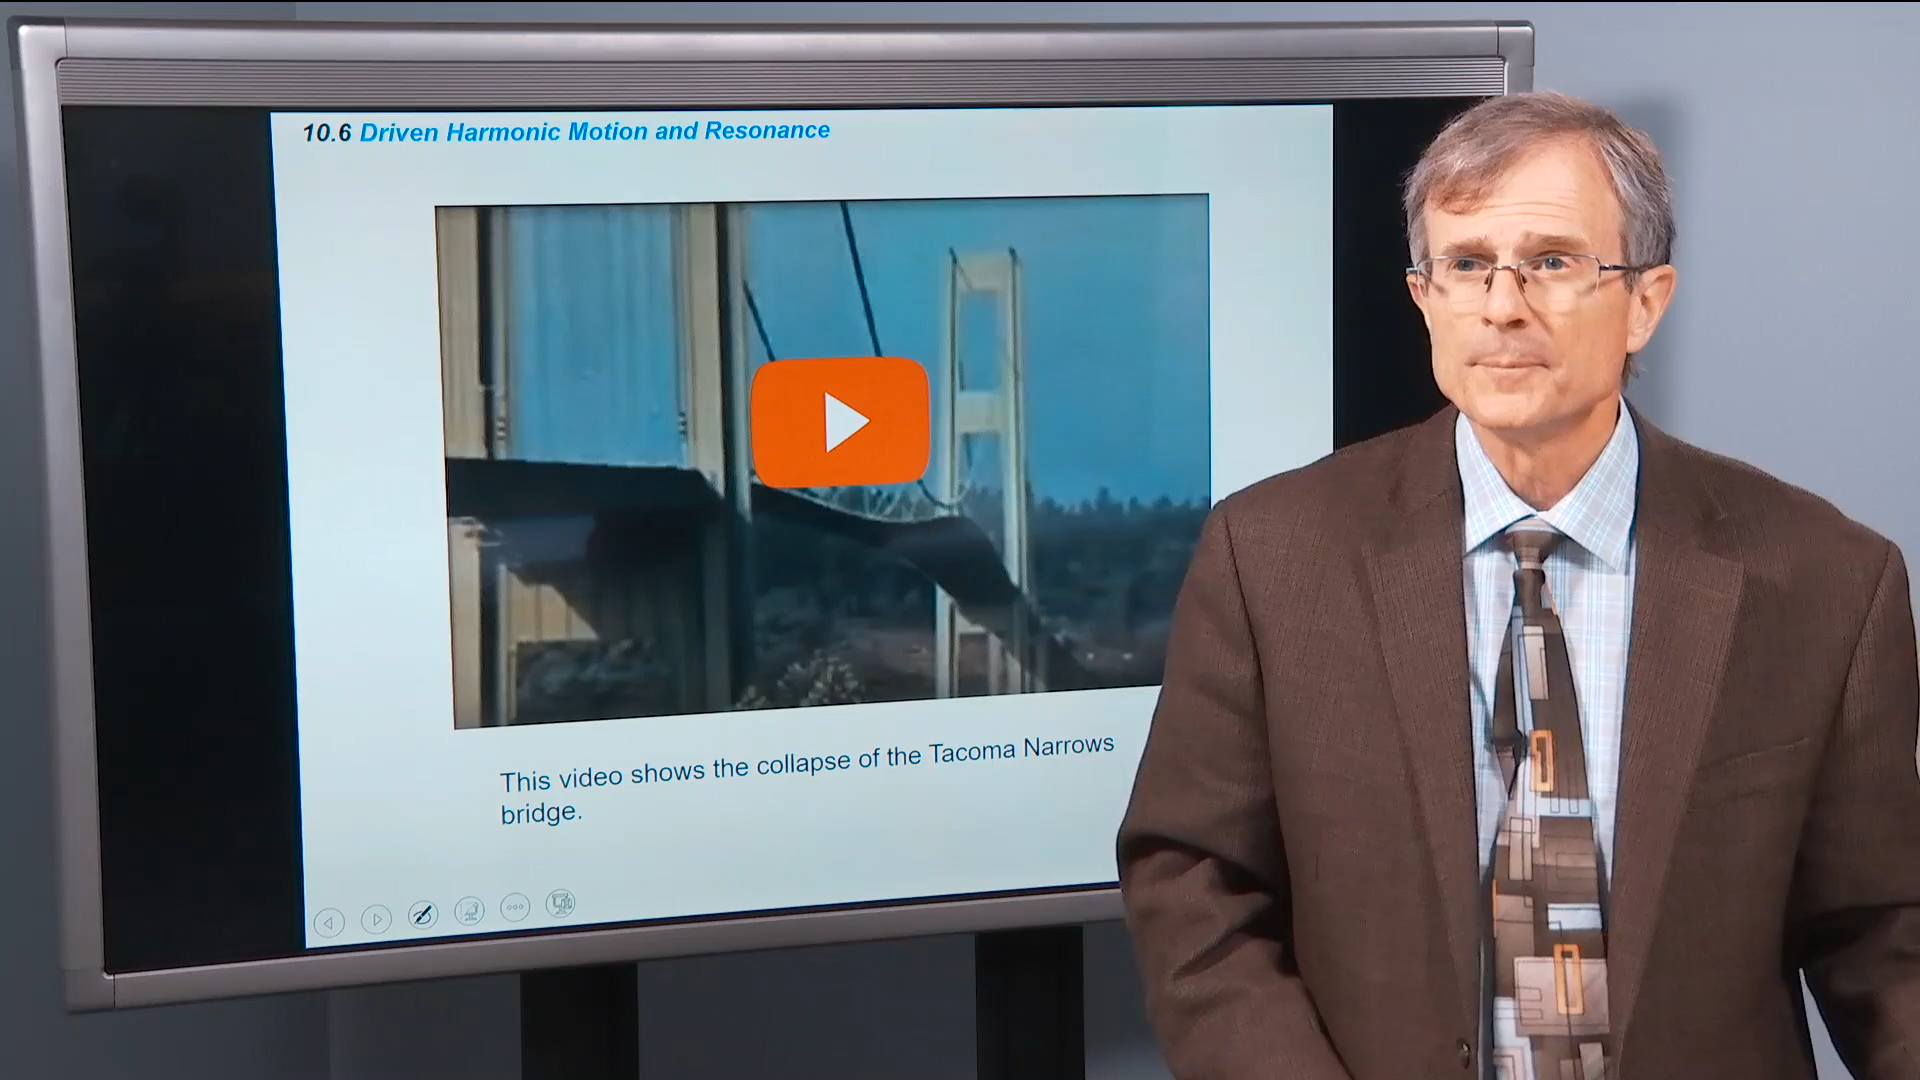 10.6 Driven Harmonic Motion and Resonance
This video shows the collapse of the Tacoma Narrows
bridge.